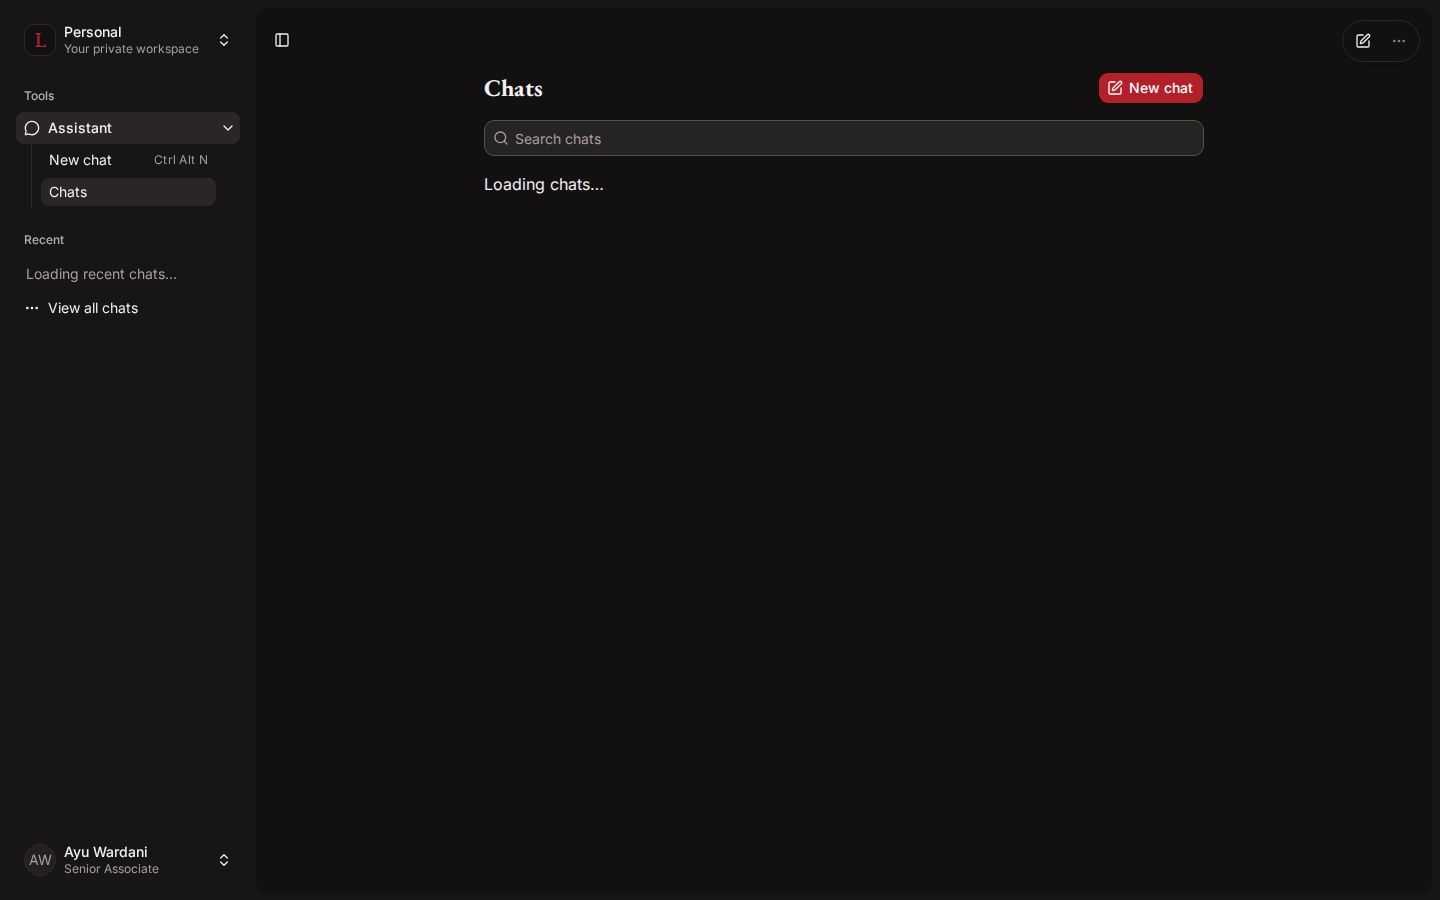 L
Personal
Your private workspace
Tools
Assistant
New chat Ctrl Alt N
Chats
Recent
Loading recent chats...
View all chats
AW
Ayu Wardani
Senior Associate
Chats
New chat
Search chats
Loading chats...